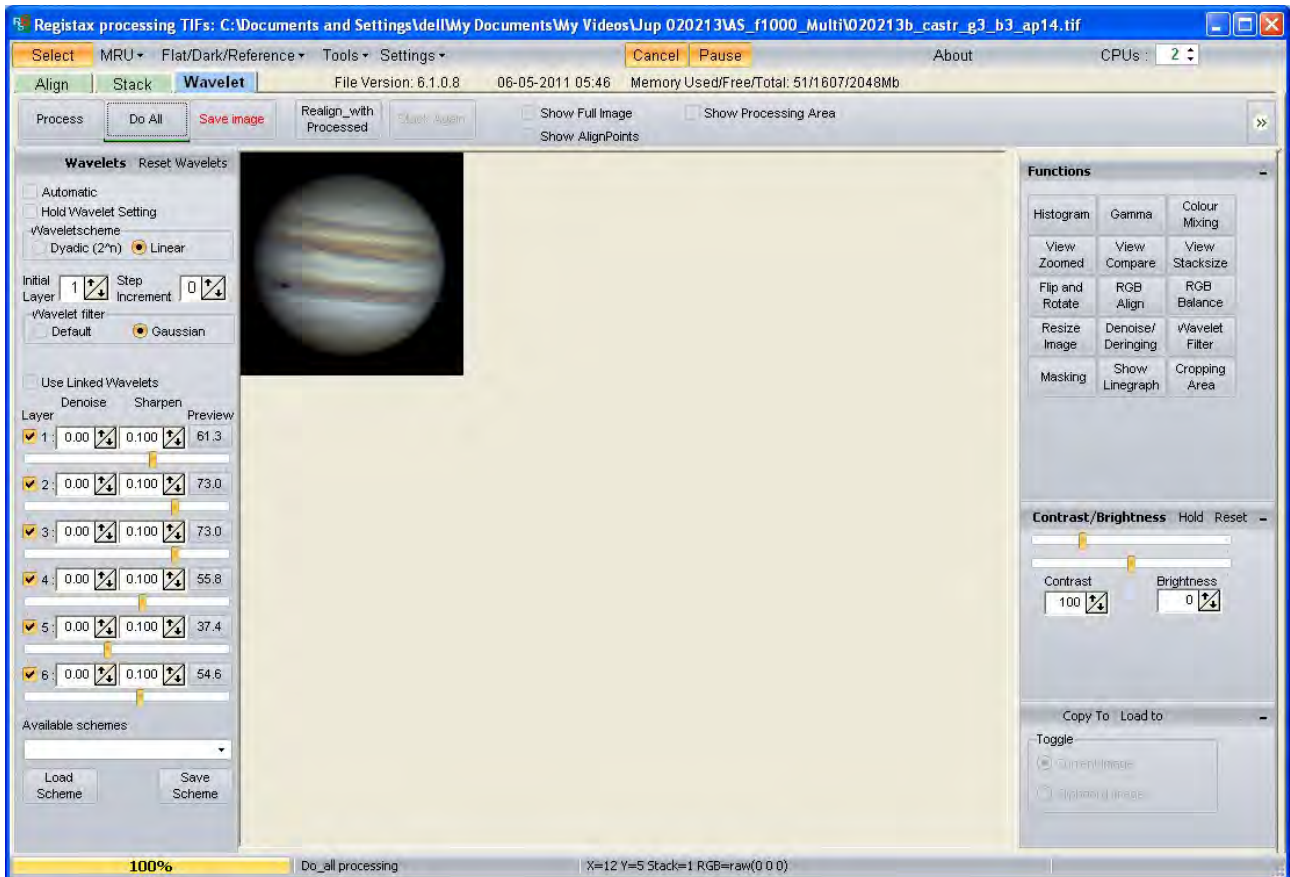 Registax processing TIFs: C:\Documents and Settings\dell\My Documents\My Videos\Jup 020213\AS_f1000_Multi\020213b_castr_g3_b3_ap14.tif
Select MRU Flat/Dark/Reference Tools Settings Cancel Pause About CPUs : 2
Align Stack Wavelet File Version: 6.1.0.8 06-05-2011 05:46 Memory Used/Free/Total: 51/1607/2048Mb
Process Do All Save image Realign_with Processed Stack Again Show Full Image Show Processing Area »
Show AlignPoints
Wavelets Reset Wavelets
Automatic
Hold Wavelet Setting
Waveletscheme
Dyadic (2^n) Linear
Initial Layer 1 Step Increment 0
Wavelet filter
Default Gaussian
Use Linked Wavelets
Denoise Sharpen
Layer Preview
1 : 0.00 0.100 61.3
2 : 0.00 0.100 73.0
3 : 0.00 0.100 73.0
4 : 0.00 0.100 55.8
5 : 0.00 0.100 37.4
6 : 0.00 0.100 54.6
Available schemes
Load Scheme Save Scheme
Functions -
Histogram Gamma Colour Mixing
View Zoomed View Compare View Stacksize
Flip and Rotate RGB Align RGB Balance
Resize Image Denoise/ Deringing Wavelet Filter
Masking Show Linegraph Cropping Area
Contrast/Brightness Hold Reset -
Contrast Brightness
100 0
Copy To Load to -
Toggle
Current Image
100% Do_all processing X=12 Y=5 Stack=1 RGB=raw(0 0 0)